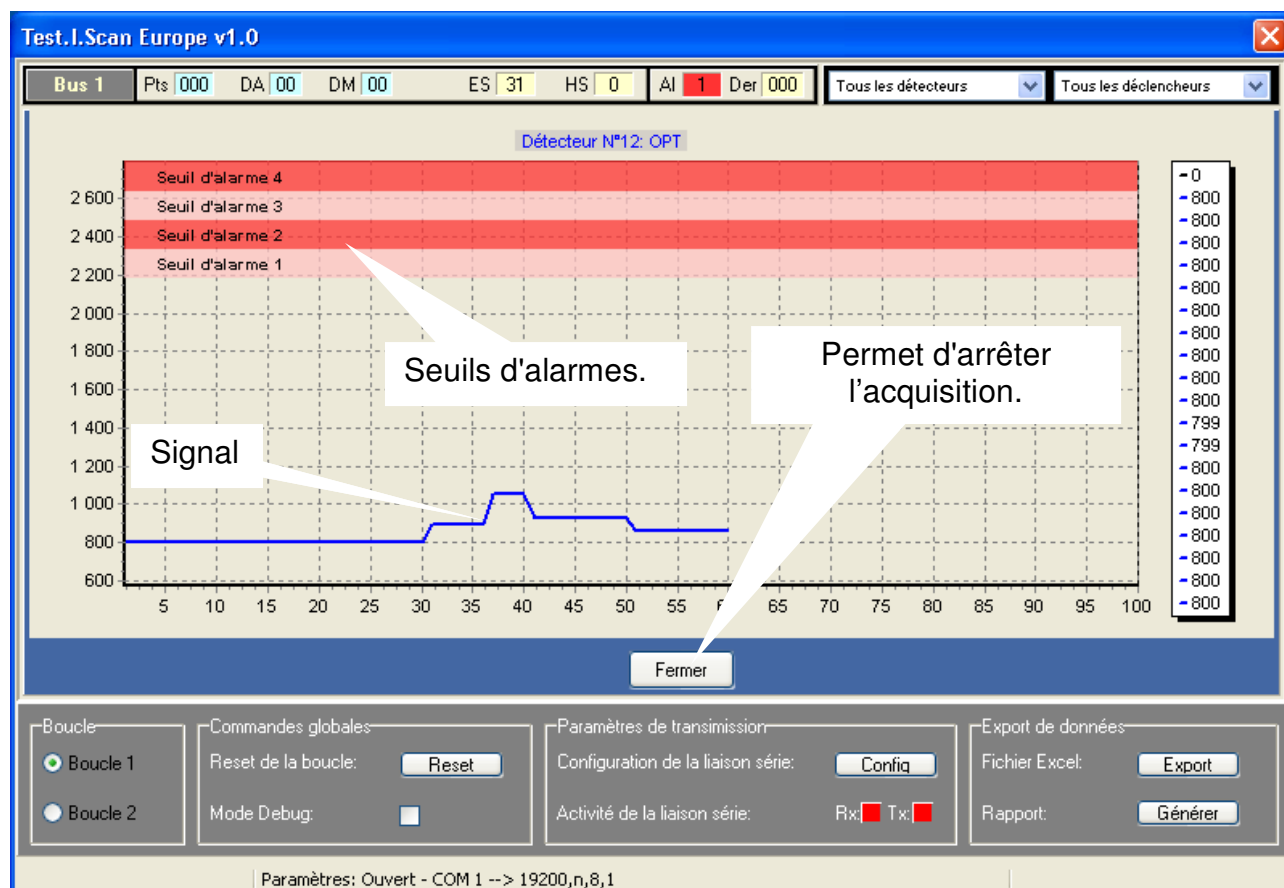 Test.I.Scan Europe v1.0
Bus 1 Pts 000 DA 00 DM 00 ES 31 HS 0 Al 1 Der 000 Tous les détecteurs Tous les déclencheurs
Détecteur N°12: OPT
Seuil d'alarme 4
Seuil d'alarme 3
Seuil d'alarme 2
Seuil d'alarme 1
2 600
2 400
2 200
2 000
1 800
1 600
1 400
1 200
1 000
800
600
5 10 15 20 25 30 35 40 45 50 55 65 70 75 80 85 90 95 100
Seuils d'alarmes.
Permet d'arrêter
l'acquisition.
Signal
0
800
800
800
800
800
800
800
800
800
800
799
799
800
800
800
800
800
800
800
Fermer
Boucle
Boucle 1
Boucle 2
Commandes globales
Reset de la boucle: Reset
Mode Debug:
Paramètres de transimission
Configuration de la liaison série: Config
Activité de la liaison série: Rx: Tx:
Export de données
Fichier Excel: Export
Rapport: Générer
Paramètres: Ouvert - COM 1 --> 19200,n,8,1